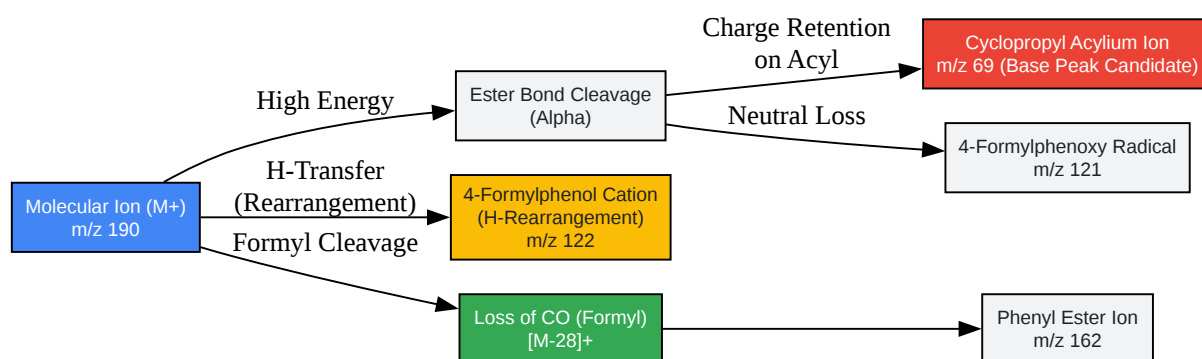 Charge Retention
on Acyl
Cyclopropyl Acylium Ion
m/z 69 (Base Peak Candidate)
High Energy
Ester Bond Cleavage
(Alpha)
Neutral Loss
4-Formylphenoxy Radical
m/z 121
H-Transfer
(Rearrangement)
Molecular Ion (M+)
m/z 190
4-Formylphenol Cation
(H-Rearrangement)
m/z 122
Formyl Cleavage
Loss of CO (Formyl)
[M-28]+
Phenyl Ester Ion
m/z 162